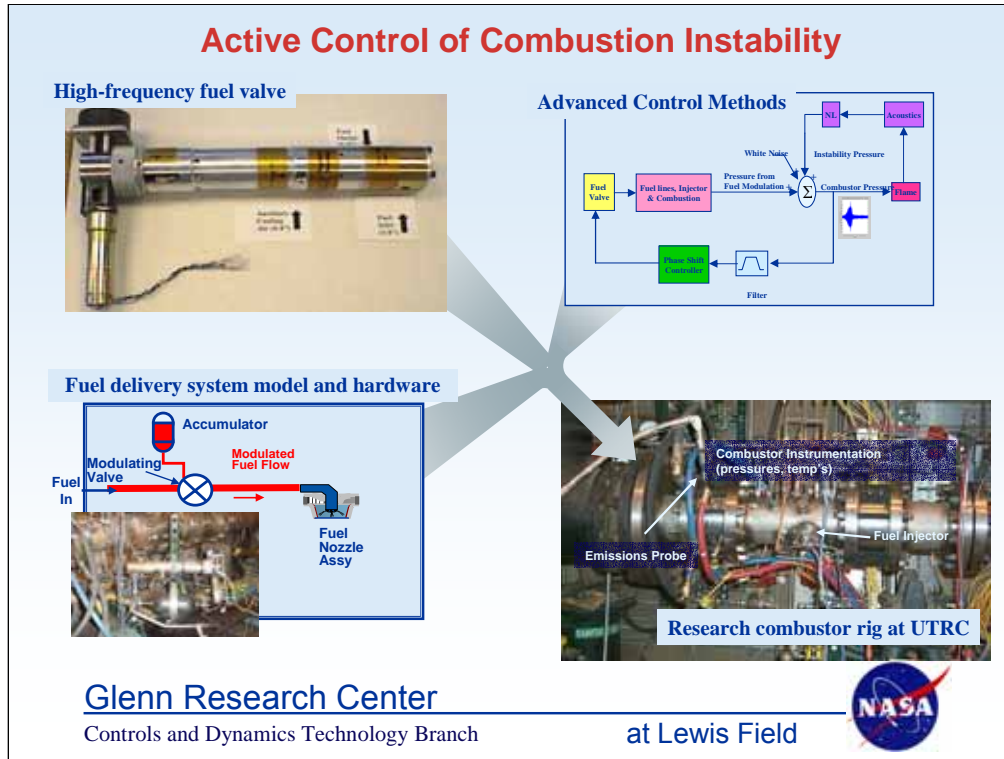 Active Control of Combustion Instability
High-frequency fuel valve
Advanced Control Methods
NL
Acoustics
White Noise
Instability Pressure
+
+
Fuel
Valve
Fuel lines, Injector
& Combustion
Pressure from
Fuel Modulation +
Σ
Combustor Pressure
Flame
Phase Shift
Controller
Filter
Fuel delivery system model and hardware
Accumulator
Modulating
Valve
Modulated
Fuel Flow
Fuel
In
Fuel
Nozzle
Assy
Combustor Instrumentation
(pressures, temp's)
Fuel Injector
Emissions Probe
Research combustor rig at UTRC
Glenn Research Center
Controls and Dynamics Technology Branch
at Lewis Field
NASA